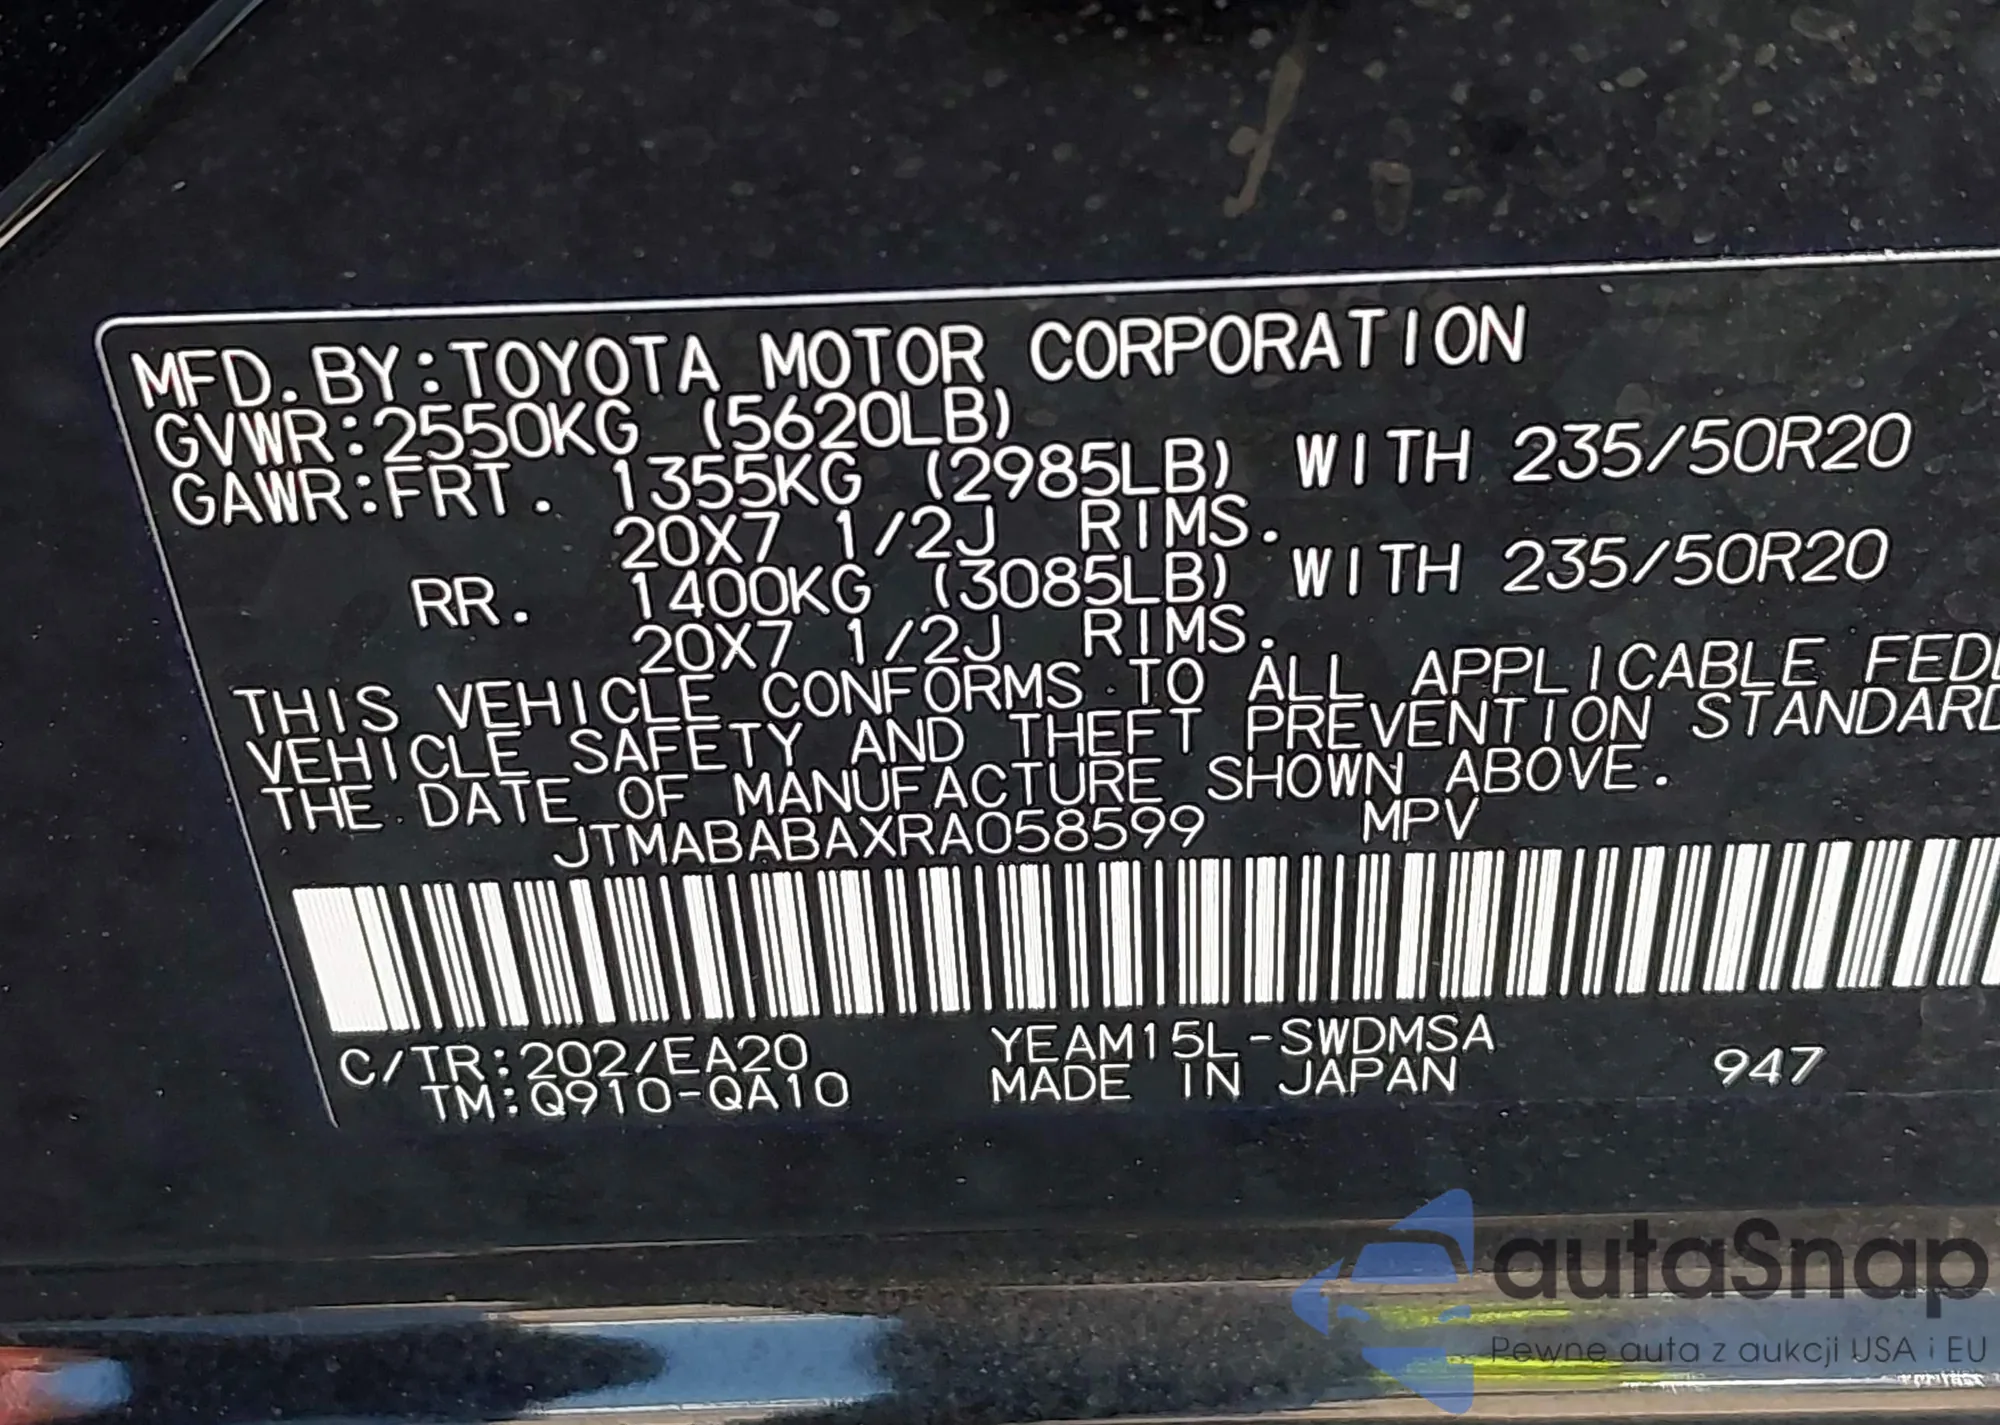 MFD.BY:TOYOTA MOTOR CORPORATION
GVWR:2550KG (5620LB)
GAWR:FRT. 1355KG (2985LB) WITH 235/50R20
20X7 1/2J RIMS.
RR. 1400KG (3085LB) WITH 235/50R20
20X7 1/2J RIMS.
THIS VEHICLE CONFORMS TO ALL APPLICABLE FEDE
VEHICLE SAFETY AND THEFT PREVENTION STANDARD
THE DATE OF MANUFACTURE SHOWN ABOVE.
JTMABABAXRA058599 MPV
C/TR:202/EA20 YEAM15L-SWDMSA
TM:Q910-QA10 MADE IN JAPAN 947
autaSnap
Pewne auta z aukcji USA i EU